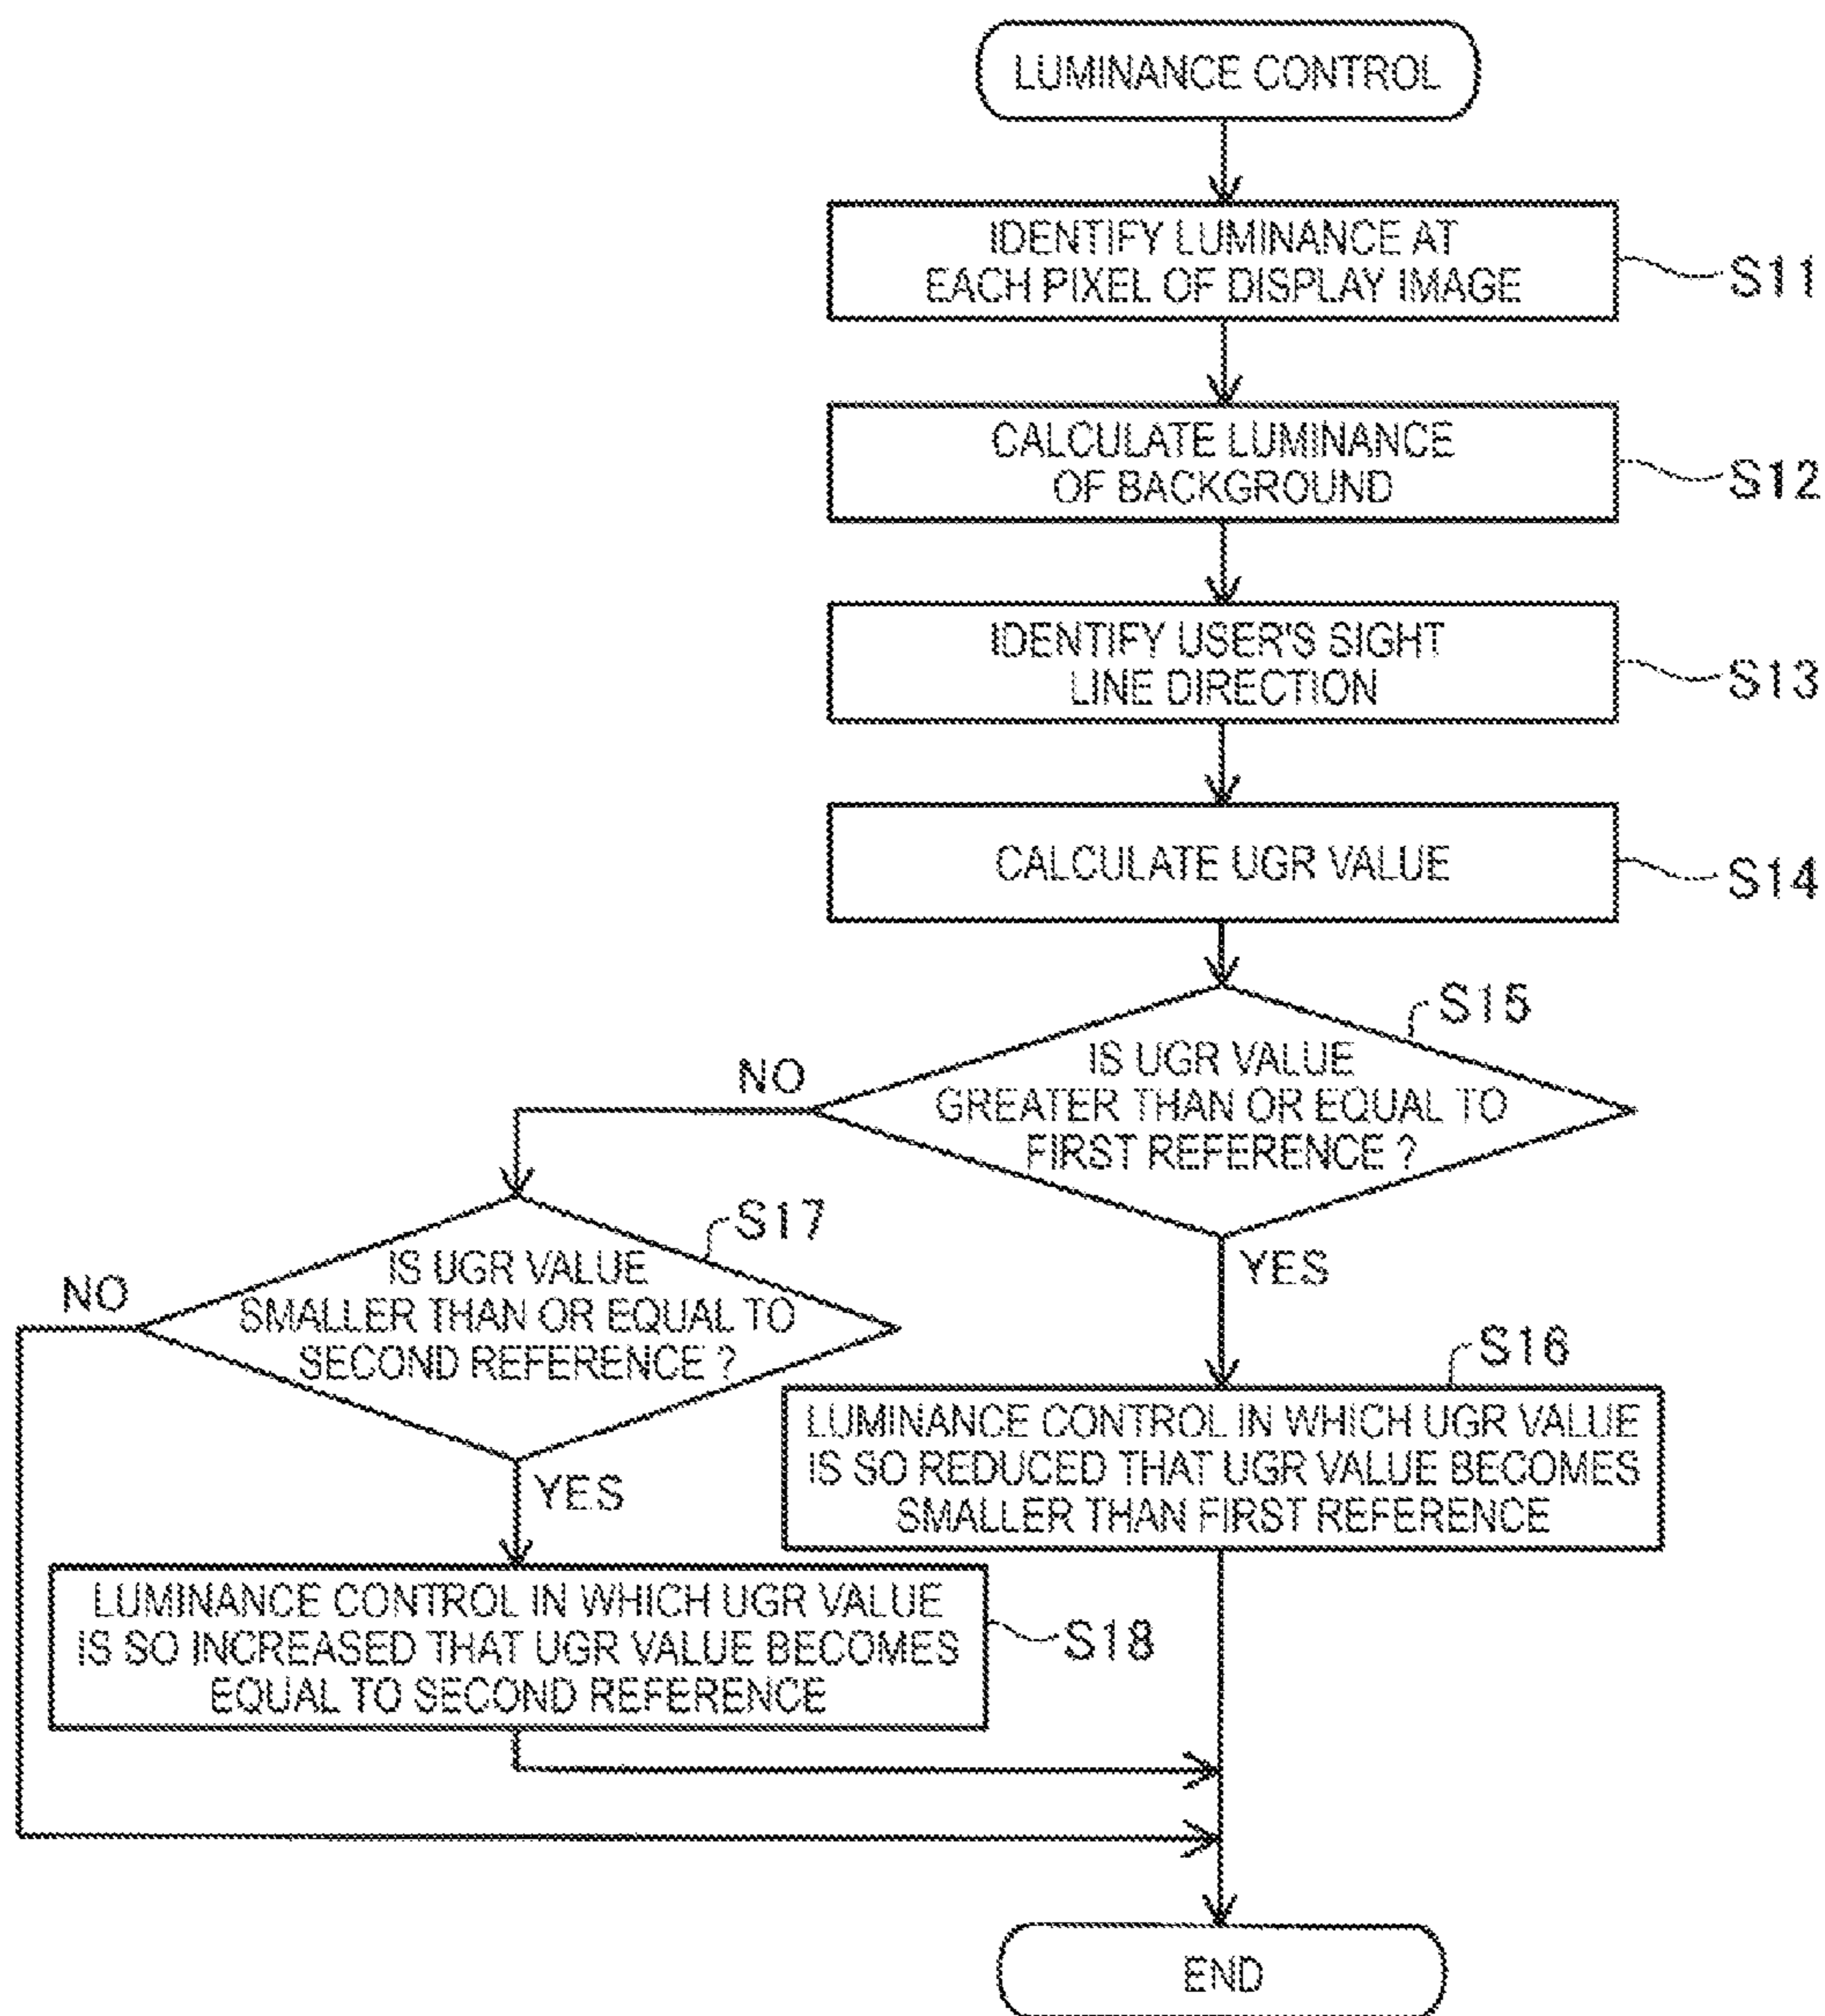 LUMINANCE CONTROL
IDENTIFY LUMINANCE AT
EACH PIXEL OF DISPLAY IMAGE
S11
CALCULATE LUMINANCE
OF BACKGROUND
S12
IDENTIFY USER'S SIGHT
LINE DIRECTION
S13
CALCULATE UGR VALUE
S14
S15
IS UGR VALUE
GREATER THAN OR EQUAL TO
FIRST REFERENCE ?
NO
YES
S17
IS UGR VALUE
SMALLER THAN OR EQUAL TO
SECOND REFERENCE ?
NO
YES
S16
LUMINANCE CONTROL IN WHICH UGR VALUE
IS SO REDUCED THAT UGR VALUE BECOMES
SMALLER THAN FIRST REFERENCE
LUMINANCE CONTROL IN WHICH UGR VALUE
IS SO INCREASED THAT UGR VALUE BECOMES
EQUAL TO SECOND REFERENCE
S18
END